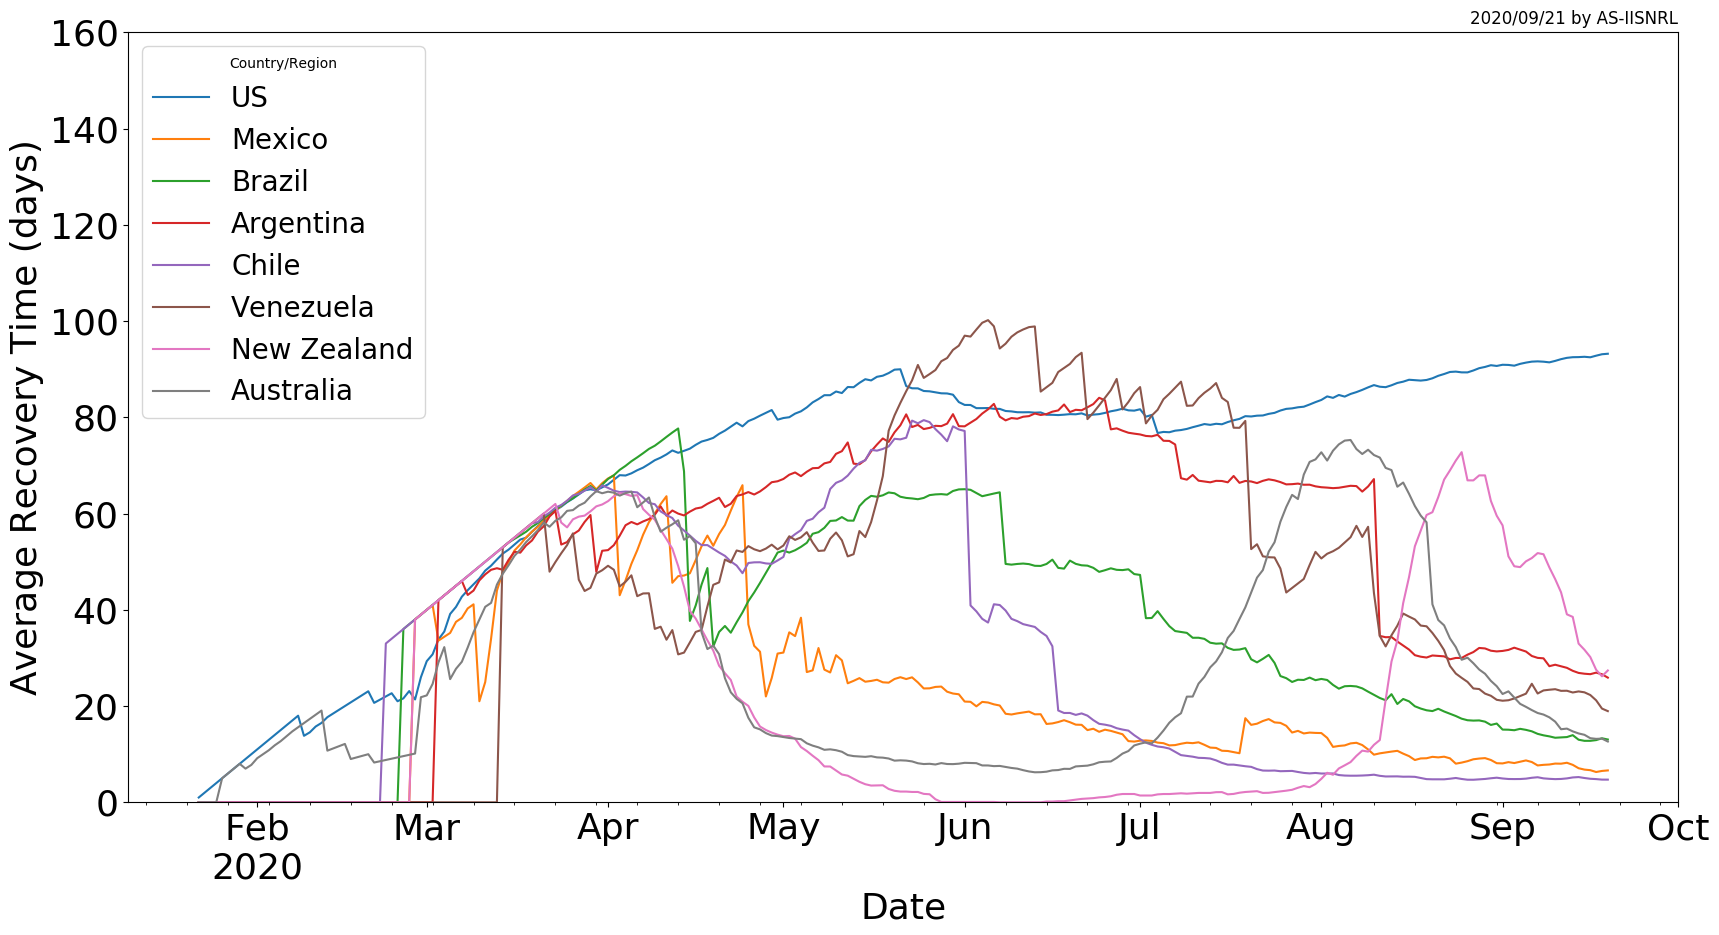 2020/09/21 by AS-IISNRL
160
140
120
100
80
60
40
20
0
Average Recovery Time (days)
Country/Region
US
Mexico
Brazil
Argentina
Chile
Venezuela
New Zealand
Australia
Feb Mar Apr May Jun Jul Aug Sep Oct
2020
Date